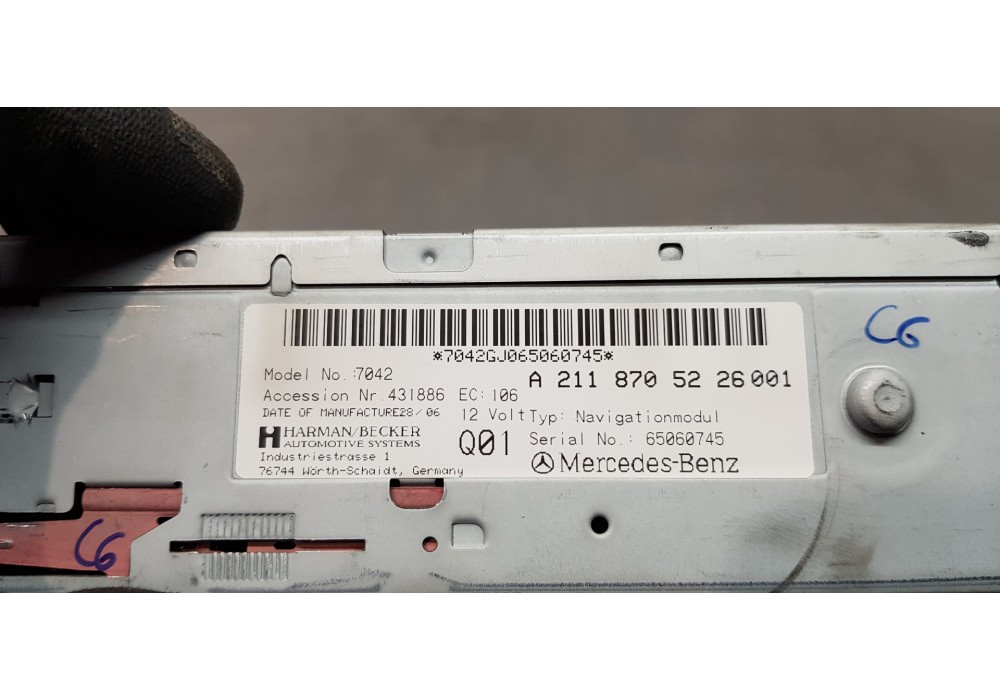 *7042GJ065060745*
Model No.:7042
A 211 870 52 26 001
Accession Nr.431886 EC:106
DATE OF MANUFACTURE28/06 12 Volt Typ: Navigationmodul
HARMAN/BECKER
AUTOMOTIVE SYSTEMS
Q01
Serial No.: 65060745
Industriestrasse 1
76744 Wörth-Schaidt, Germany
Mercedes-Benz
C6
C6